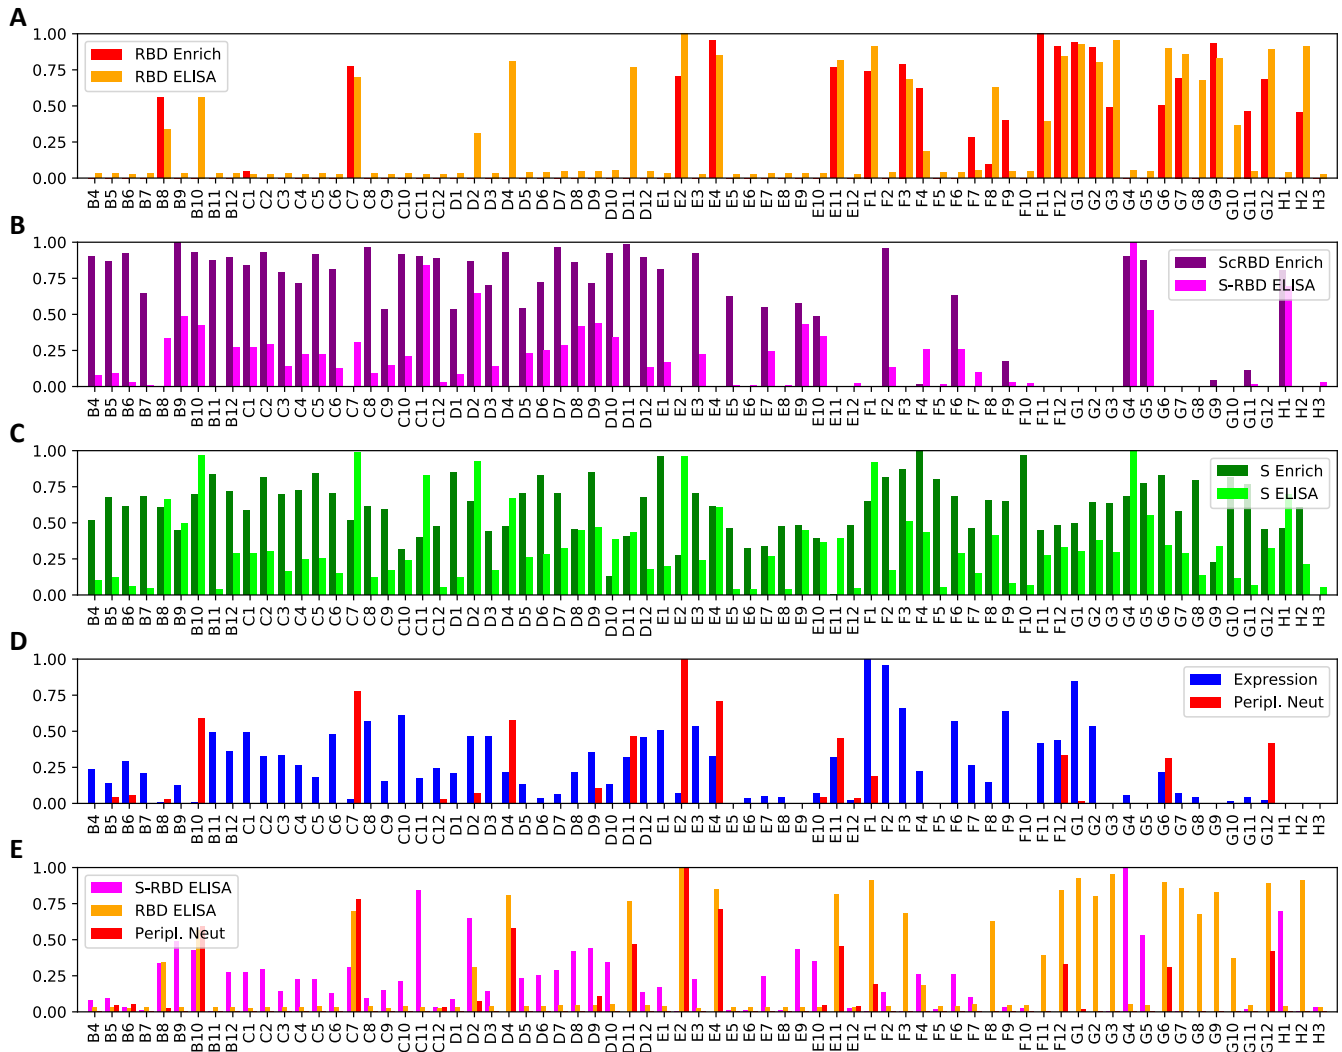 A
1.00
0.75
0.50
0.25
0.00
RBD Enrich
RBD ELISA
B4 B5 B6 B7 B8 B9 B10 B11 B12 C1 C2 C3 C4 C5 C6 C7 C8 C9 C10 C11 C12 D1 D2 D3 D4 D5 D6 D7 D8 D9 D10 D11 D12 E1 E2 E3 E4 E5 E6 E7 E8 E9 E10 E11 E12 F1 F2 F3 F4 F5 F6 F7 F8 F9 F10 F11 F12 G1 G2 G3 G4 G5 G6 G7 G8 G9 G10 G11 G12 H1 H2 H3
B
1.00
0.75
0.50
0.25
0.00
ScRBD Enrich
S-RBD ELISA
B4 B5 B6 B7 B8 B9 B10 B11 B12 C1 C2 C3 C4 C5 C6 C7 C8 C9 C10 C11 C12 D1 D2 D3 D4 D5 D6 D7 D8 D9 D10 D11 D12 E1 E2 E3 E4 E5 E6 E7 E8 E9 E10 E11 E12 F1 F2 F3 F4 F5 F6 F7 F8 F9 F10 F11 F12 G1 G2 G3 G4 G5 G6 G7 G8 G9 G10 G11 G12 H1 H2 H3
C
1.00
0.75
0.50
0.25
0.00
S Enrich
S ELISA
B4 B5 B6 B7 B8 B9 B10 B11 B12 C1 C2 C3 C4 C5 C6 C7 C8 C9 C10 C11 C12 D1 D2 D3 D4 D5 D6 D7 D8 D9 D10 D11 D12 E1 E2 E3 E4 E5 E6 E7 E8 E9 E10 E11 E12 F1 F2 F3 F4 F5 F6 F7 F8 F9 F10 F11 F12 G1 G2 G3 G4 G5 G6 G7 G8 G9 G10 G11 G12 H1 H2 H3
D
1.00
0.75
0.50
0.25
0.00
Expression
Peripl. Neut
B4 B5 B6 B7 B8 B9 B10 B11 B12 C1 C2 C3 C4 C5 C6 C7 C8 C9 C10 C11 C12 D1 D2 D3 D4 D5 D6 D7 D8 D9 D10 D11 D12 E1 E2 E3 E4 E5 E6 E7 E8 E9 E10 E11 E12 F1 F2 F3 F4 F5 F6 F7 F8 F9 F10 F11 F12 G1 G2 G3 G4 G5 G6 G7 G8 G9 G10 G11 G12 H1 H2 H3
E
1.00
0.75
0.50
0.25
0.00
S-RBD ELISA
RBD ELISA
Peripl. Neut
B4 B5 B6 B7 B8 B9 B10 B11 B12 C1 C2 C3 C4 C5 C6 C7 C8 C9 C10 C11 C12 D1 D2 D3 D4 D5 D6 D7 D8 D9 D10 D11 D12 E1 E2 E3 E4 E5 E6 E7 E8 E9 E10 E11 E12 F1 F2 F3 F4 F5 F6 F7 F8 F9 F10 F11 F12 G1 G2 G3 G4 G5 G6 G7 G8 G9 G10 G11 G12 H1 H2 H3